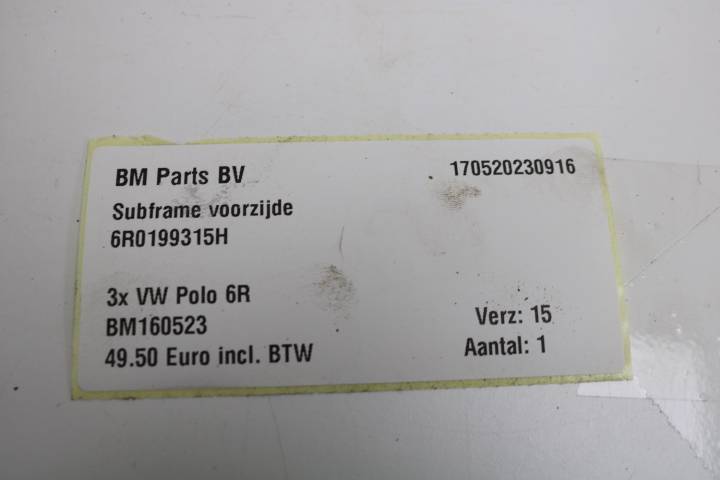 BM Parts BV
170520230916
Subframe voorzijde
6R0199315H
3x VW Polo 6R
BM160523
Verz: 15
49.50 Euro incl. BTW
Aantal: 1